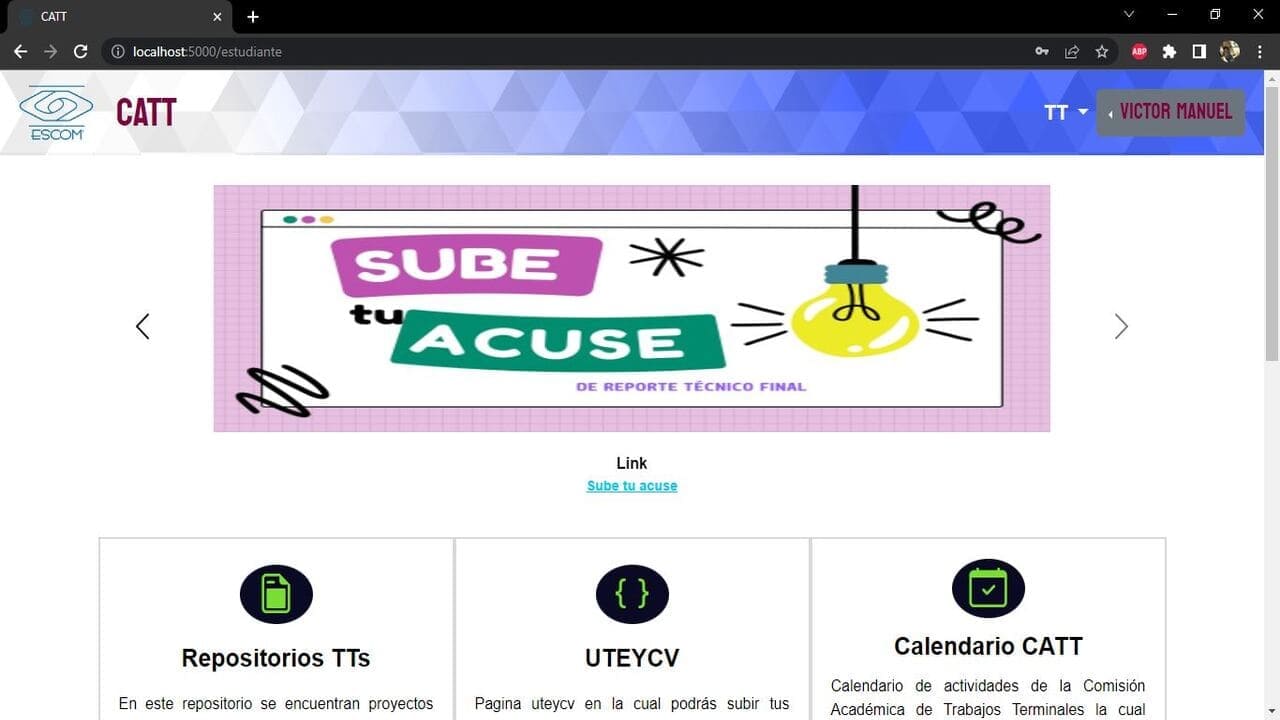 CATT
localhost:5000/estudiante
ABP
ESCOM
CATT
TT
VICTOR MANUEL
SUBE
tu
ACUSE
DE REPORTE TÉCNICO FINAL
Link
Sube tu acuse
Repositorios TTs
En este repositorio se encuentran proyectos
UTEYCV
Pagina uteycv en la cual podrás subir tus
Calendario CATT
Calendario de actividades de la Comisión
Académica de Trabajos Terminales la cual